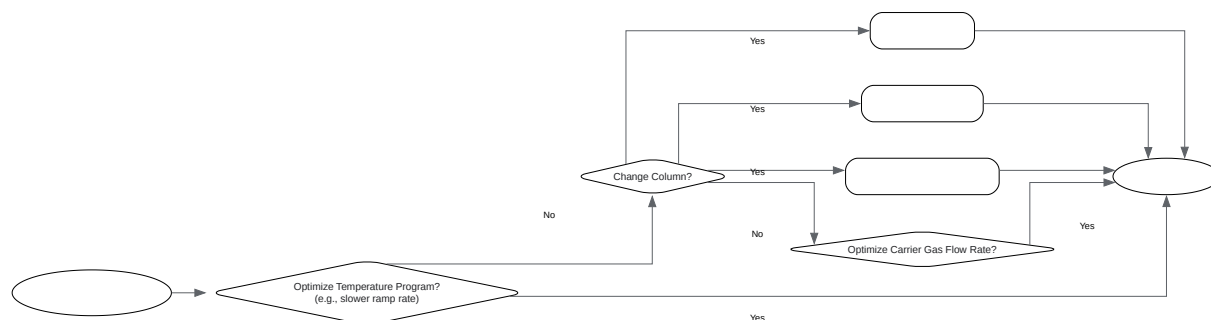 Yes
Yes
Yes
Change Column?
No
No
Yes
Optimize Carrier Gas Flow Rate?
Optimize Temperature Program?
(e.g., slower ramp rate)
Yes